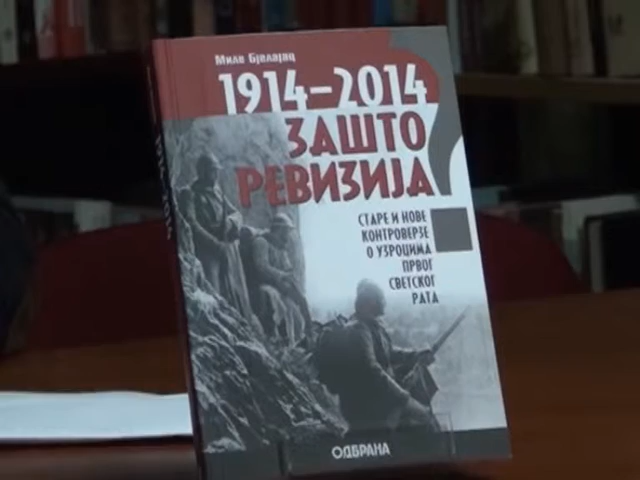 Миле Бјелајац
1914–2014
ЗАШТО
РЕВИЗИЈА
?
СТАРЕ И НОВЕ
КОНТРОВЕРЗЕ
О УЗРОЦИМА
ПРВОГ
СВЕТСКОГ
РАТА
ОДБРАНА